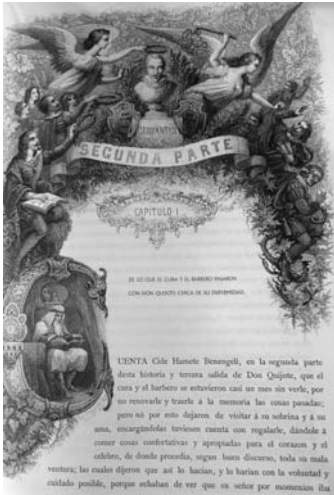 CERVANTES
SEGUNDA PARTE
CAPITULO I
DE LO QUE EL CURA Y EL BARBERO PASARON
CON DON QUIJOTE CERCA DE SU ENFERMEDAD.
UENTA Cide Hamete Benengeli, en la segunda parte
desta historia y tercera salida de Don Quijote, que el
cura y el barbero se estuvieron casi un mes sin verle, por
no renovarle y traerle á la memoria las cosas pasadas;
pero nó por esto dejaron de visitar á su sobrina y á su
ama, encargándolas tuviesen cuenta con regalarle, dándole á
comer cosas confortativas y apropiadas para el corazon y el
celebro, de donde procedia, segun buen discurso, toda su mala
ventura; las cuales dijeron que así lo hacian, y lo harian con la voluntad y
cuidado posible, porque echaban de ver que su señor por momentos iba